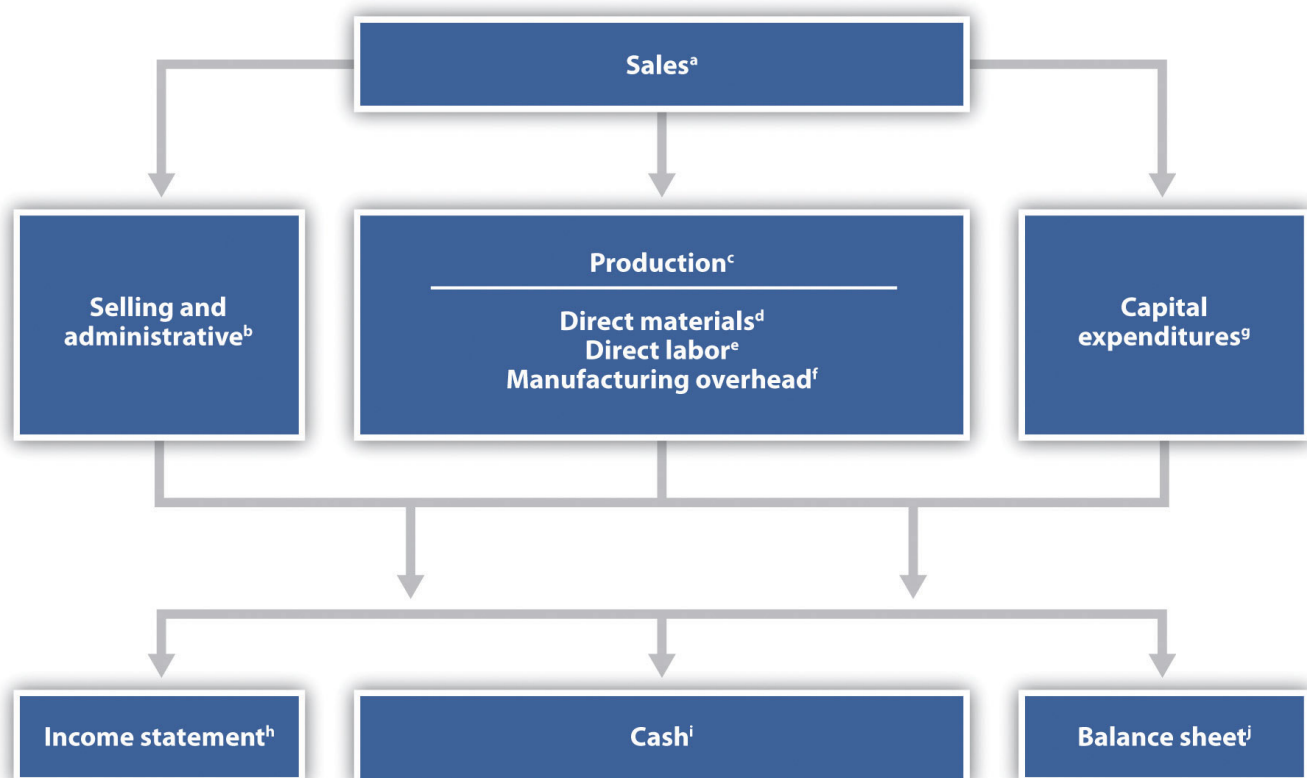 Salesᵃ
Selling and
administrativeᵇ
Productionᶜ
Direct materialsᵈ
Direct laborᵉ
Manufacturing overheadᶠ
Capital
expendituresᵍ
Income statementʰ
Cashⁱ
Balance sheetʲ